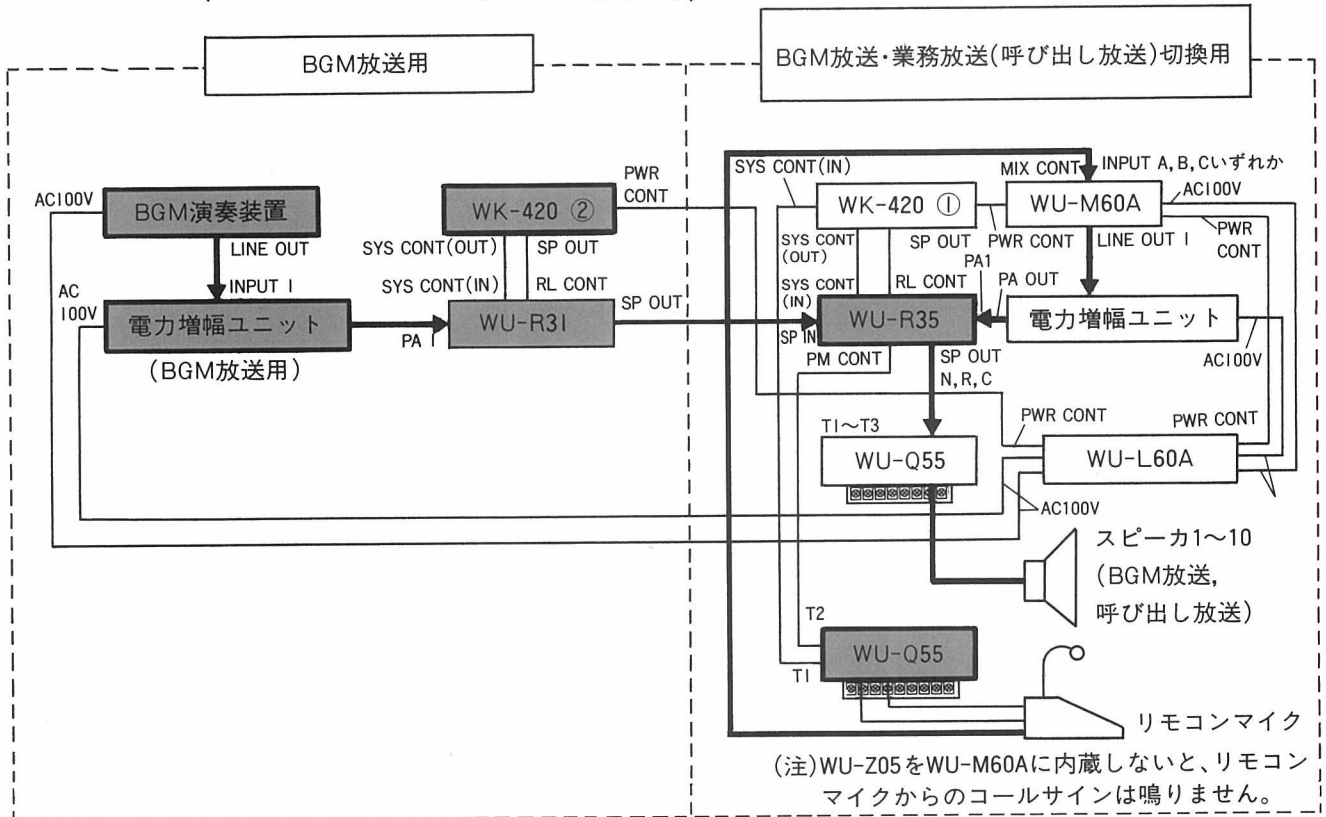 BGM放送用
BGM放送・業務放送(呼び出し放送)切換用
AC100V
BGM演奏装置
LINE OUT
INPUT 1
AC
100V
電力増幅ユニット
(BGM放送用)
PA 1
WK-420 ②
PWR
CONT
SYS CONT(OUT)
SP OUT
SYS CONT(IN)
RL CONT
WU-R31
SP OUT
SYS CONT(IN)
MIX CONT
INPUT A, B, Cいずれか
WK-420 ①
WU-M60A
AC100V
PWR
CONT
SYS CONT
(OUT)
SP OUT
PWR CONT
LINE OUT 1
SYS
CONT
(IN)
RL CONT
PA1
PA OUT
WU-R35
電力増幅ユニット
SP IN
PM CONT
SP OUT
N, R, C
AC100V
T1～T3
WU-Q55
PWR CONT
PWR CONT
WU-L60A
AC100V
スピーカ1～10
(BGM放送,
呼び出し放送)
T2
WU-Q55
T1
リモコンマイク
(注)WU-Z05をWU-M60Aに内蔵しないと、リモコン
マイクからのコールサインは鳴りません。